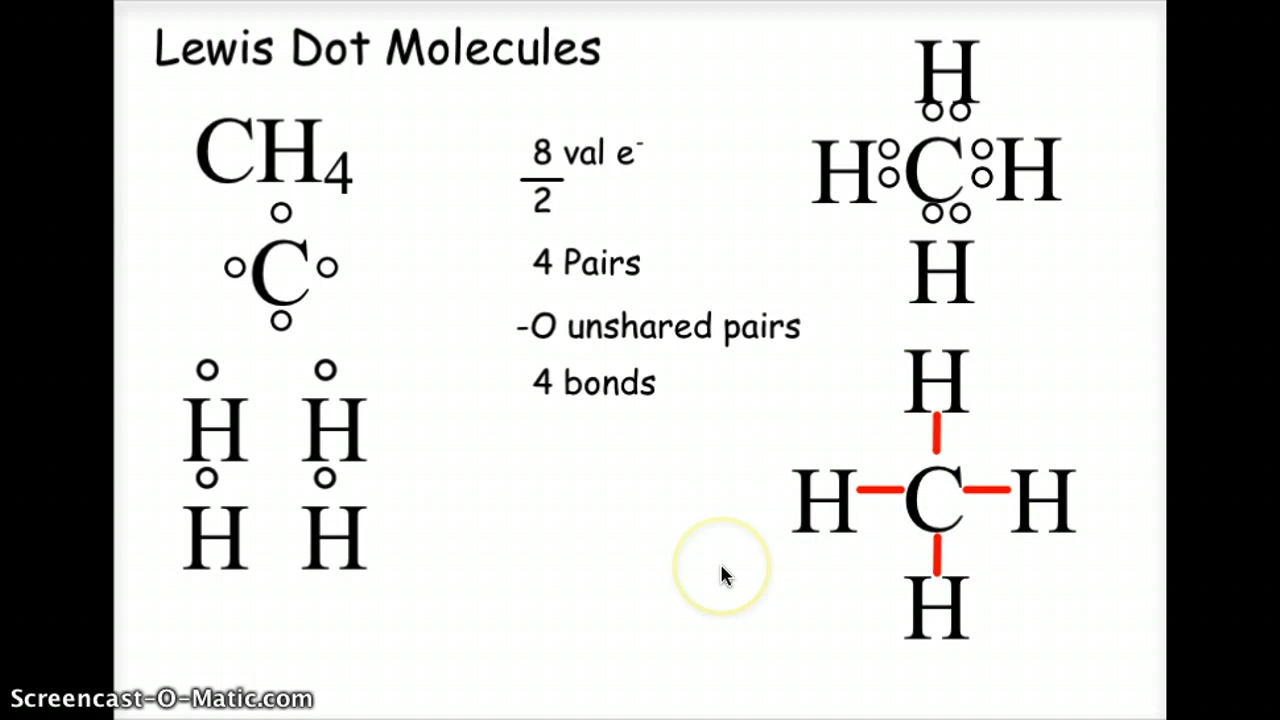 Lewis Dot Molecules
CH₄
C
H H
H H
8 val e⁻
2
4 Pairs
-0 unshared pairs
4 bonds
H
H C H
H
H
H C H
H
Screencast-O-Matic.com